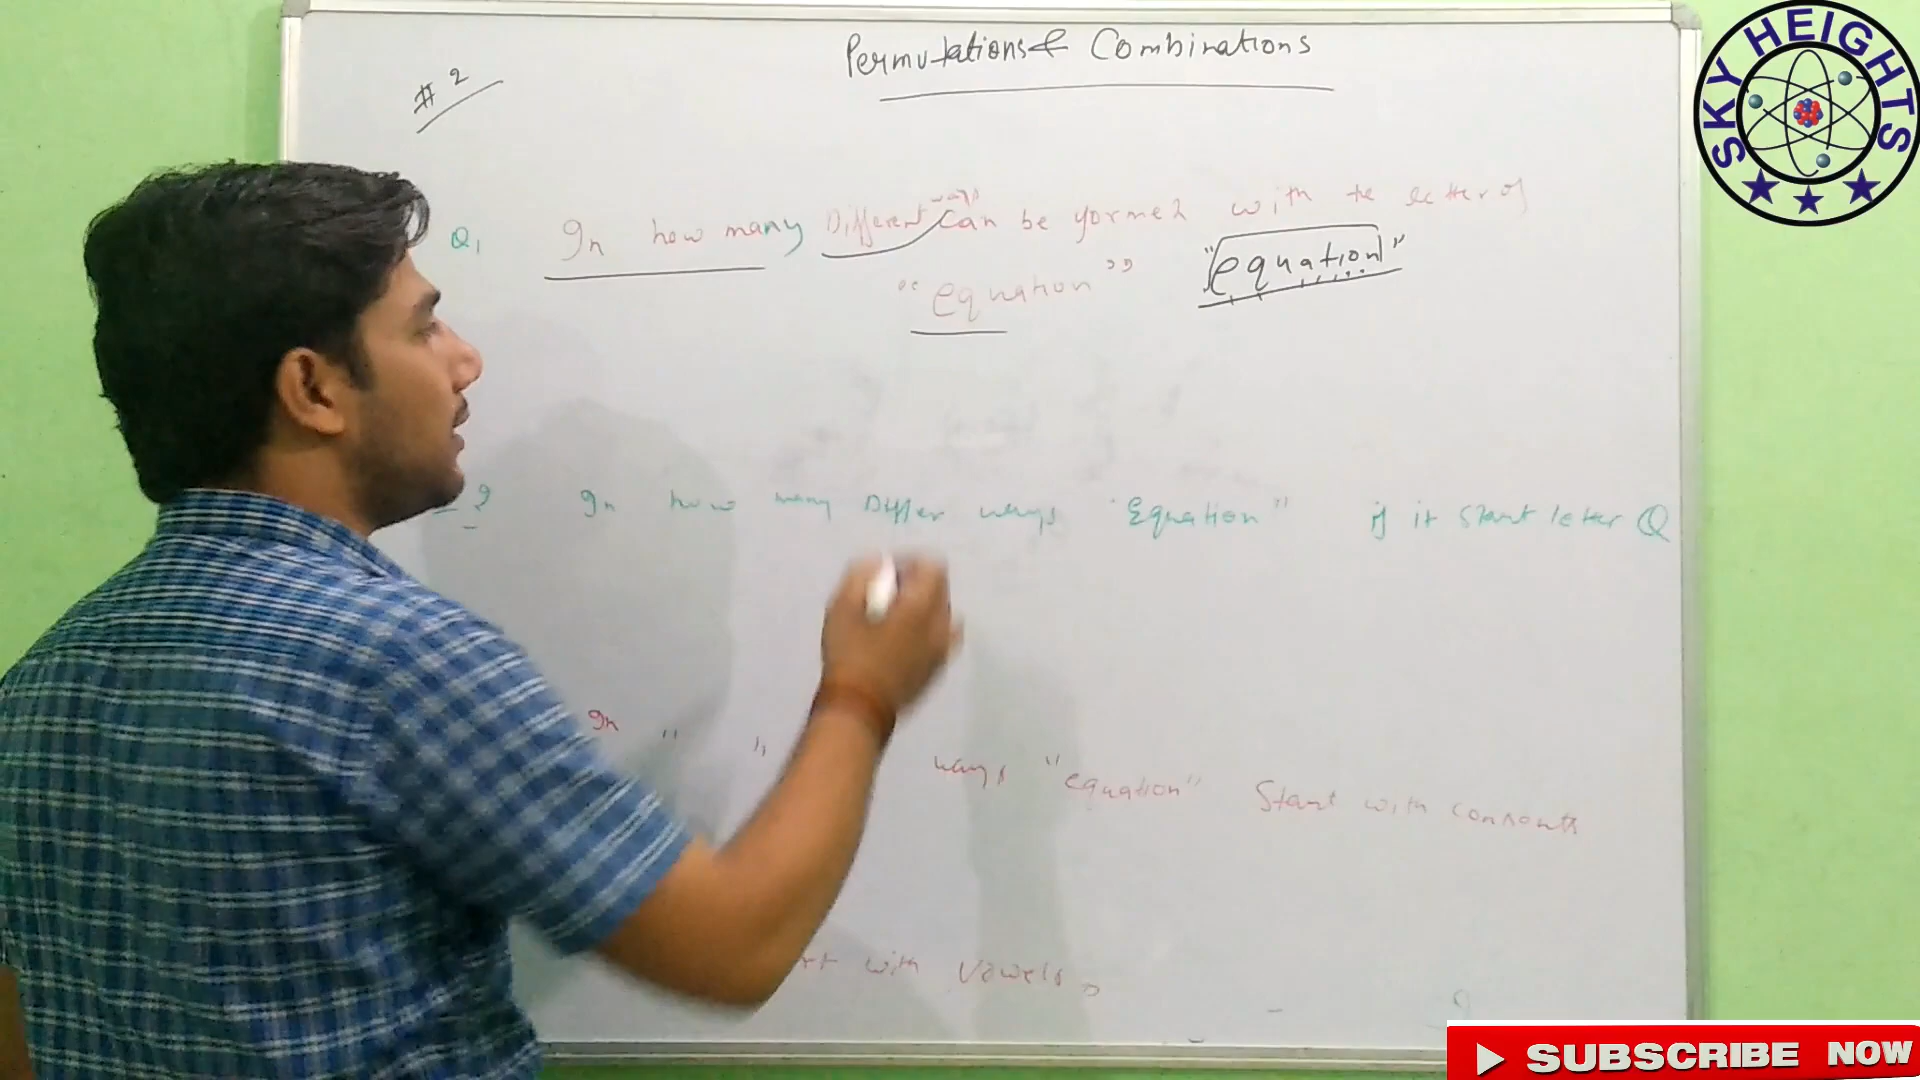 Permutations & Combinations
# 2
Q1 In how many Different ways can be formed with the letter of
"equation" "equation"
2 In how many Differ ways "Equation" if it start letter Q
In " " ways "equation" Start with
with vowels
SKY HEIGHTS
SUBSCRIBE NOW